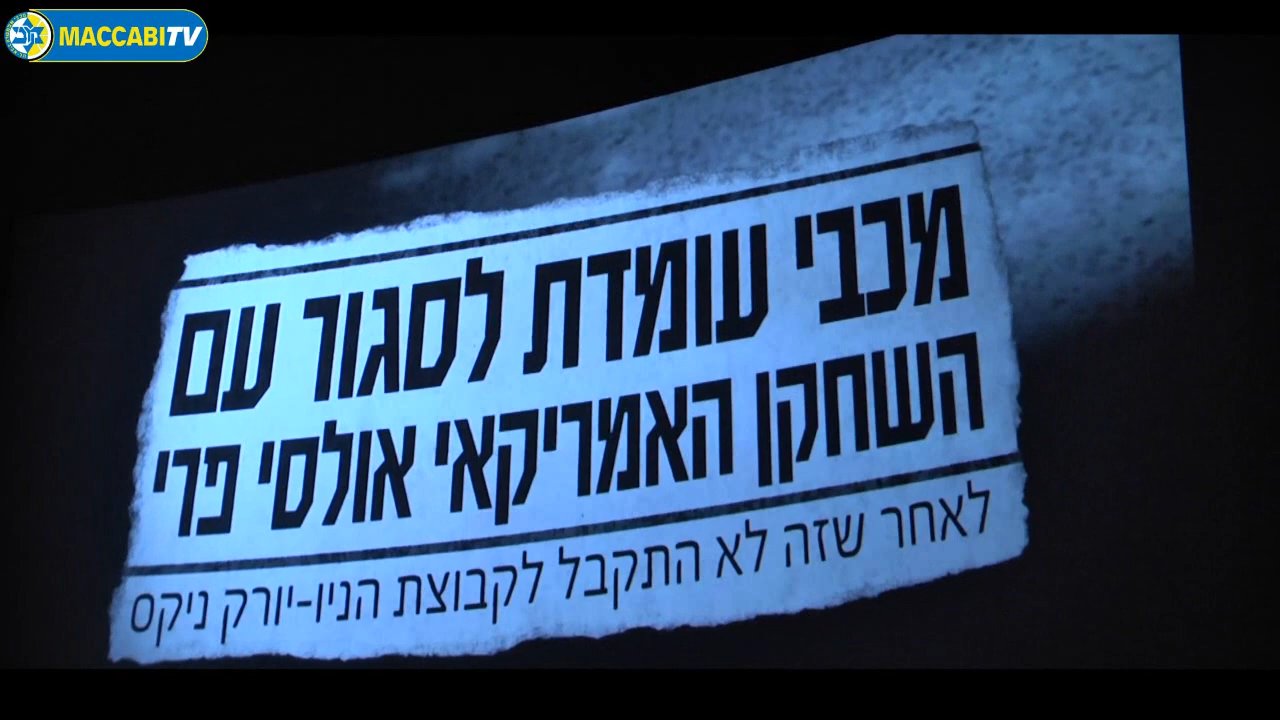 MACCABITV
מכבי עומדת לסגור עם
השחקן האמריקאי אולסי פרי
לאחר שזה לא התקבל לקבוצת הניו-יורק ניקס